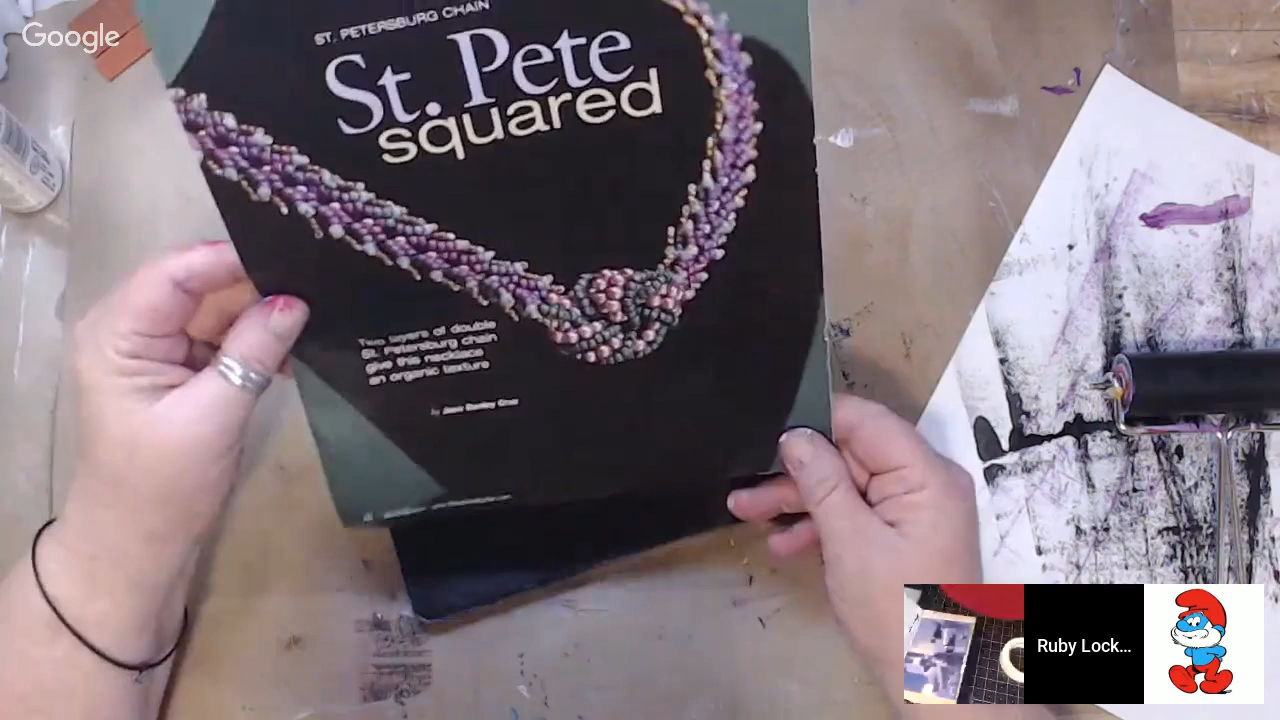 Google
ST. PETERSBURG CHAIN
St. Pete
squared
Two layers of double
St. Petersburg chain
give this necklace
an organic texture
by
Ruby Lock...